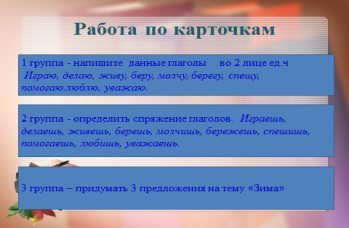 Работа по карточкам
1 группа - напишите данные глаголы во 2 лице ед.ч
Играю, делаю, живу, беру, молчу, берегу, спешу,
помогаю.люблю, уважаю.
2 группа - определить спряжение глаголов. Играешь,
делаешь, живешь, берешь, молчишь, бережешь, спешишь,
помогаешь, любишь, уважаешь.
3 группа – придумать 3 предложения на тему «Зима»